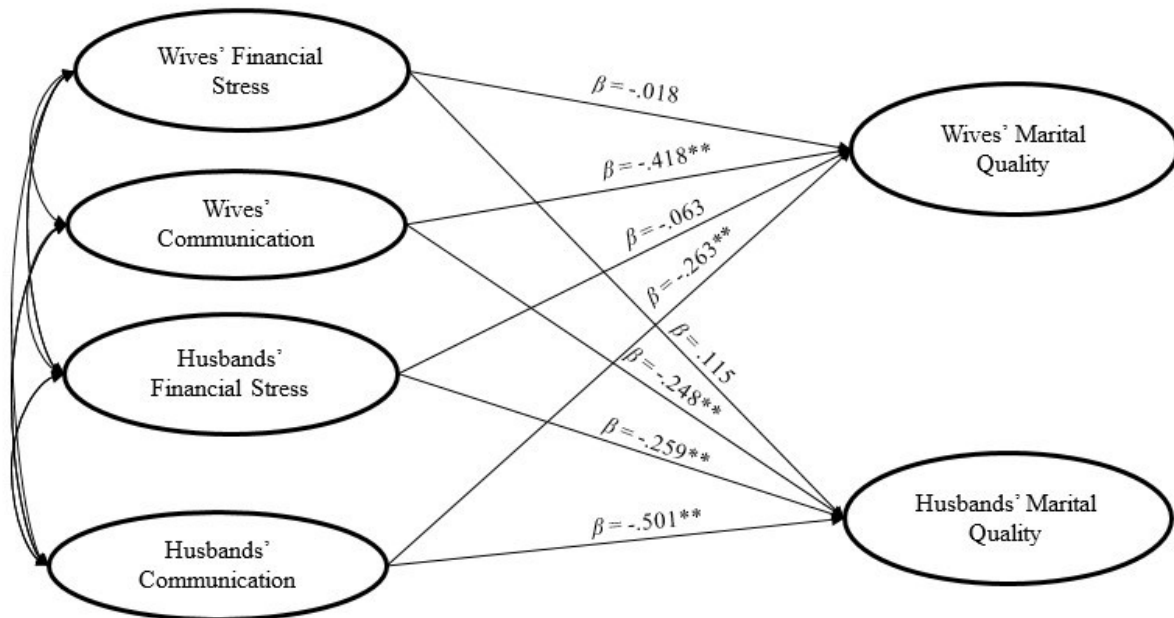 Wives’ Financial
Stress
Wives’
Communication
Husbands’
Financial Stress
Husbands’
Communication
β = -.018
β = -.418**
β = -.063
β = -.263**
β = .115
β = -.248**
β = -.259**
β = -.501**
Wives’ Marital
Quality
Husbands’ Marital
Quality